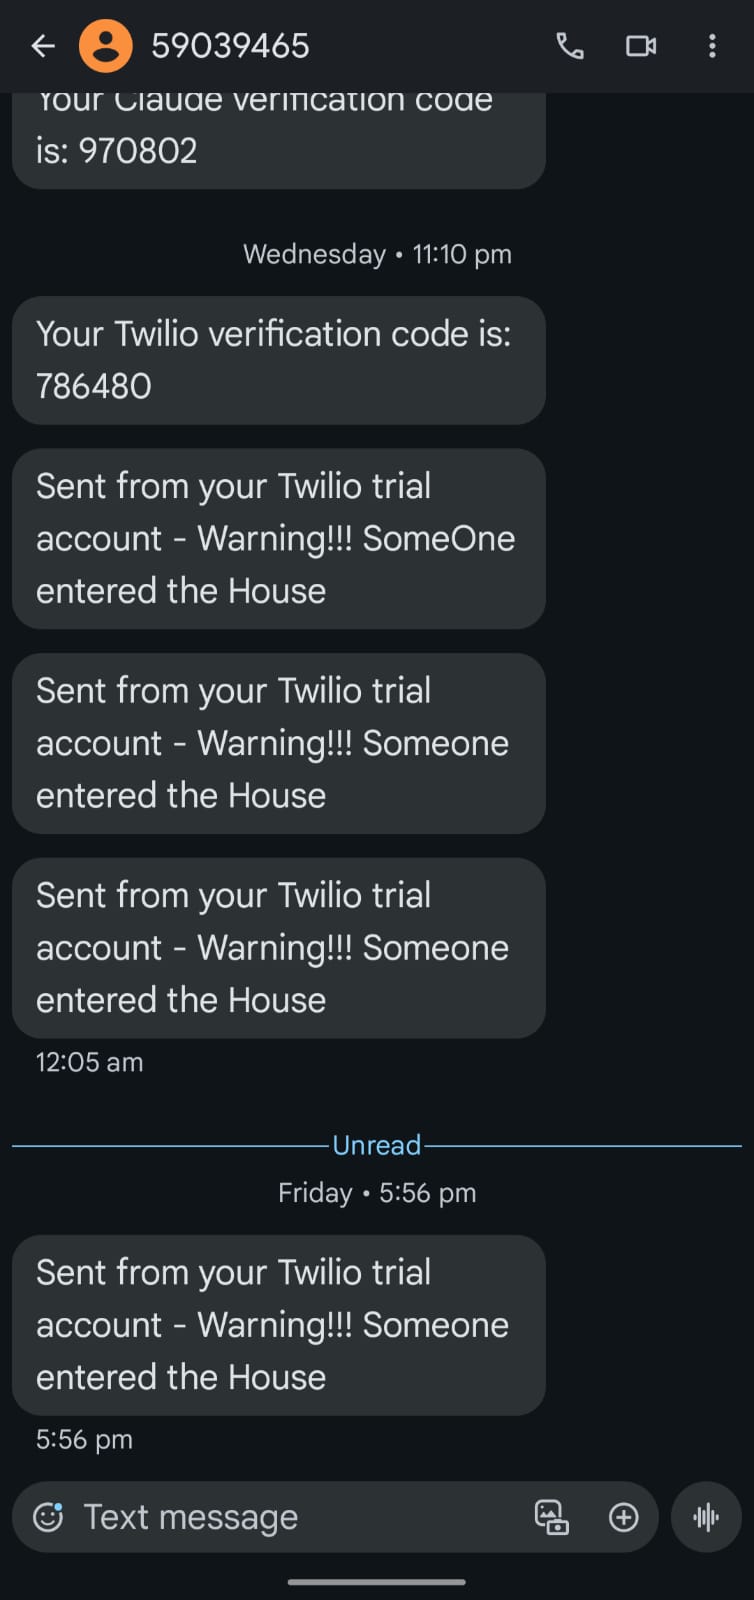 59039465
Your Claude verification code
is: 970802
Wednesday • 11:10 pm
Your Twilio verification code is:
786480
Sent from your Twilio trial
account - Warning!!! SomeOne
entered the House
Sent from your Twilio trial
account - Warning!!! Someone
entered the House
Sent from your Twilio trial
account - Warning!!! Someone
entered the House
12:05 am
Unread
Friday • 5:56 pm
Sent from your Twilio trial
account - Warning!!! Someone
entered the House
5:56 pm
Text message